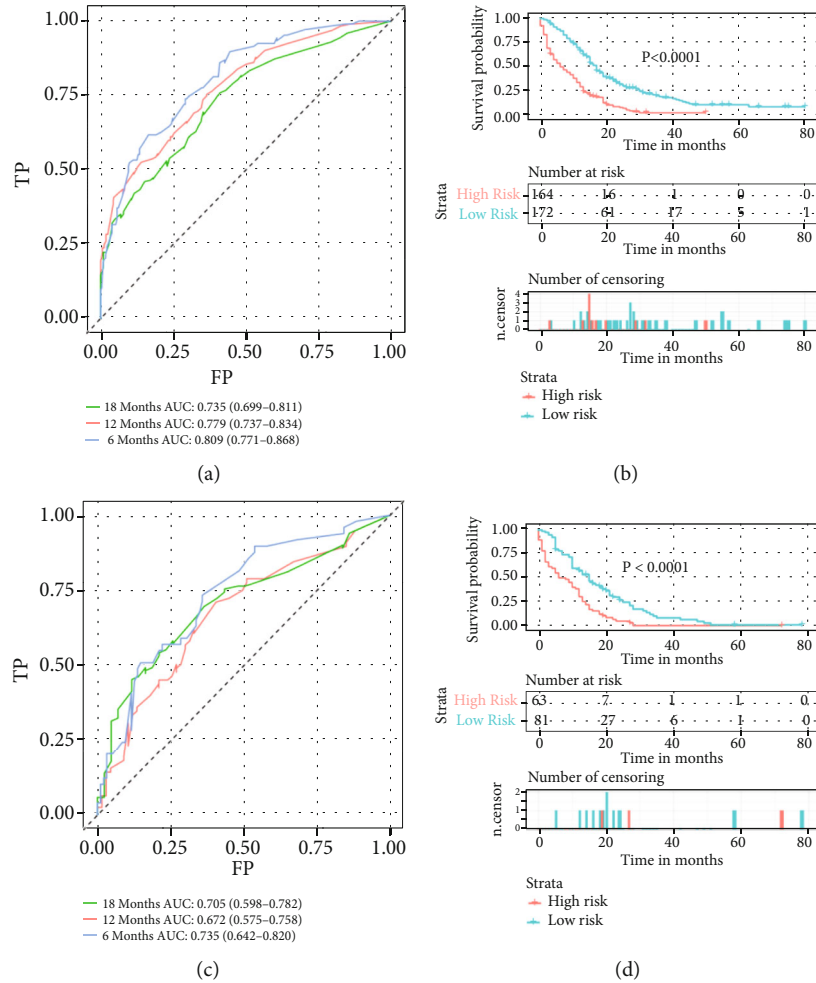 1.00
0.75
0.50
0.25
0.00
TP
0.00 0.25 0.50 0.75 1.00
FP
18 Months AUC: 0.735 (0.699–0.811)
12 Months AUC: 0.779 (0.737–0.834)
6 Months AUC: 0.809 (0.771–0.868)
(a)
Survival probability
1.00
0.75
0.50
0.25
0.00
P<0.0001
0 20 40 60 80
Time in months
Number at risk
Strata
High Risk 164 16 1 0 0
Low Risk 172 61 17 5 1
0 20 40 60 80
Time in months
Number of censoring
n.censor
4
3
2
1
0
0 20 40 60 80
Time in months
Strata
High risk
Low risk
(b)
1.00
0.75
0.50
0.25
0.00
TP
0.00 0.25 0.50 0.75 1.00
FP
18 Months AUC: 0.705 (0.598–0.782)
12 Months AUC: 0.672 (0.575–0.758)
6 Months AUC: 0.735 (0.642–0.820)
(c)
Survival probability
1.00
0.75
0.50
0.25
0.00
P < 0.0001
0 20 40 60 80
Time in months
Number at risk
Strata
High Risk 63 7 1 1 0
Low Risk 81 27 6 1 0
0 20 40 60 80
Time in months
Number of censoring
n.censor
2
1
0
0 20 40 60 80
Time in months
Strata
High risk
Low risk
(d)